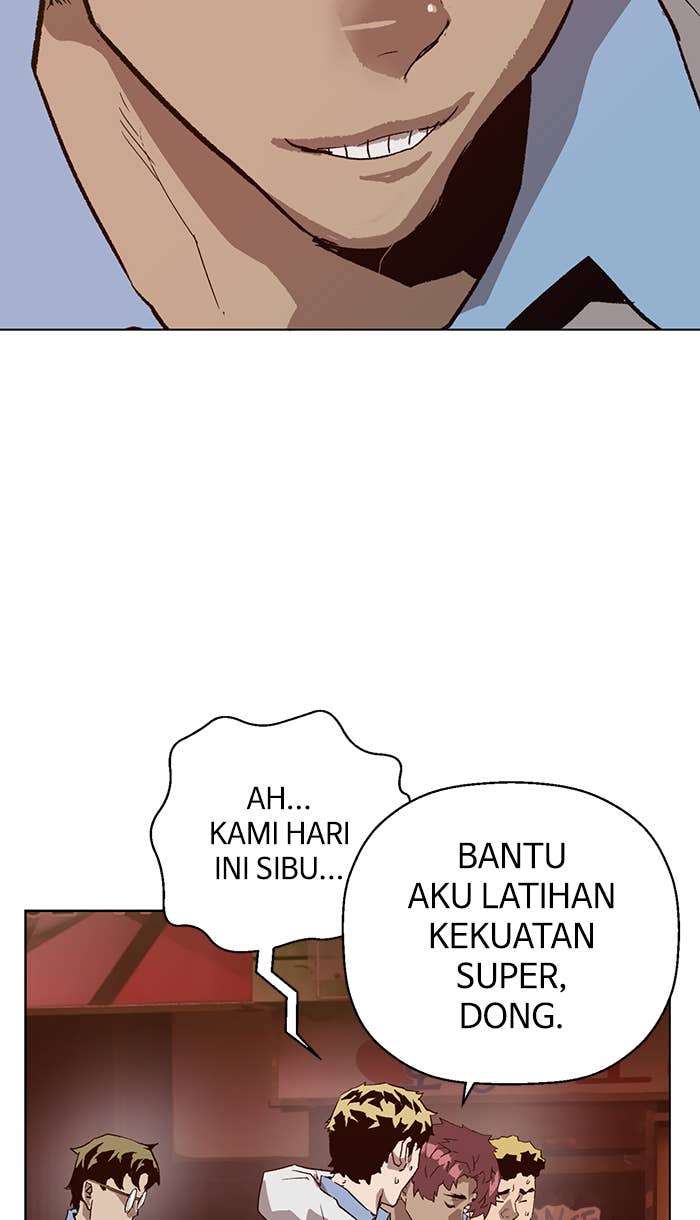 AH...
KAMI HARI
INI SIBU...
BANTU
AKU LATIHAN
KEKUATAN
SUPER,
DONG.